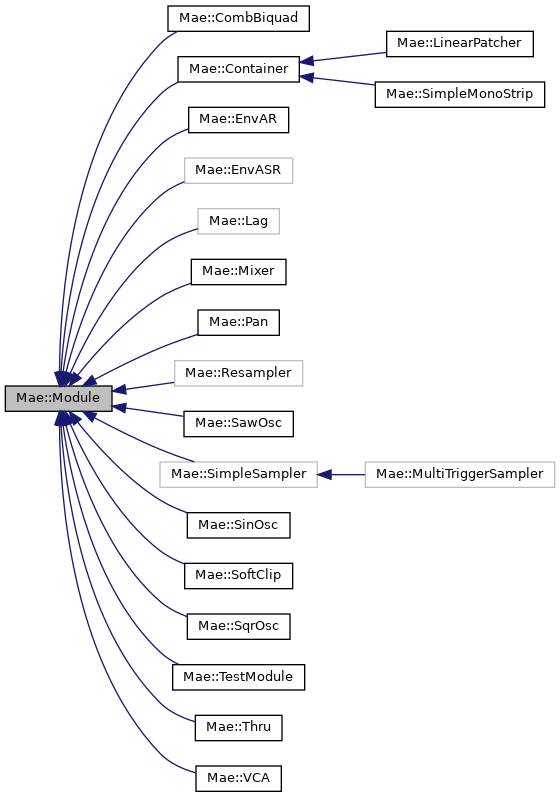 Mae::CombBiquad
Mae::LinearPatcher
Mae::Container
Mae::SimpleMonoStrip
Mae::EnvAR
Mae::EnvASR
Mae::Lag
Mae::Mixer
Mae::Pan
Mae::Resampler
Mae::Module
Mae::SawOsc
Mae::SimpleSampler
Mae::MultiTriggerSampler
Mae::SinOsc
Mae::SoftClip
Mae::SqrOsc
Mae::TestModule
Mae::Thru
Mae::VCA